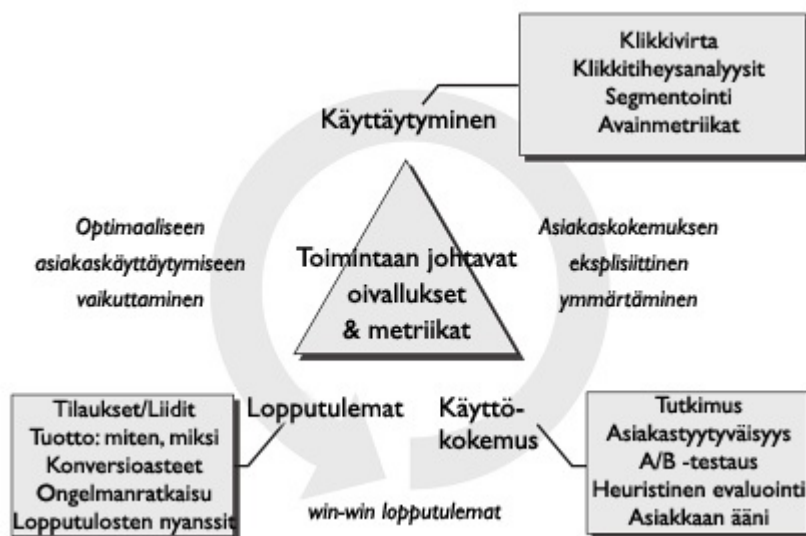 Klikkivirta
Klikkitiheysanalyysit
Segmentointi
Avainmetriikat
Käyttäytyminen
Optimaaliseen
asiakaskäyttäytymiseen
vaikuttaminen
Toimintaan johtavat
oivallukset
& metriikat
Asiakaskokemuksen
eksplisiittinen
ymmärtäminen
Tilaukset/Liidit
Tuotto: miten, miksi
Konversioasteet
Ongelmanratkaisu
Lopputulosten nyanssit
Lopputulemat
Käyttö-
kokemus
Tutkimus
Asiakastyytyväisyys
A/B -testaus
Heuristinen evaluointi
Asiakkaan ääni
win-win lopputulemat